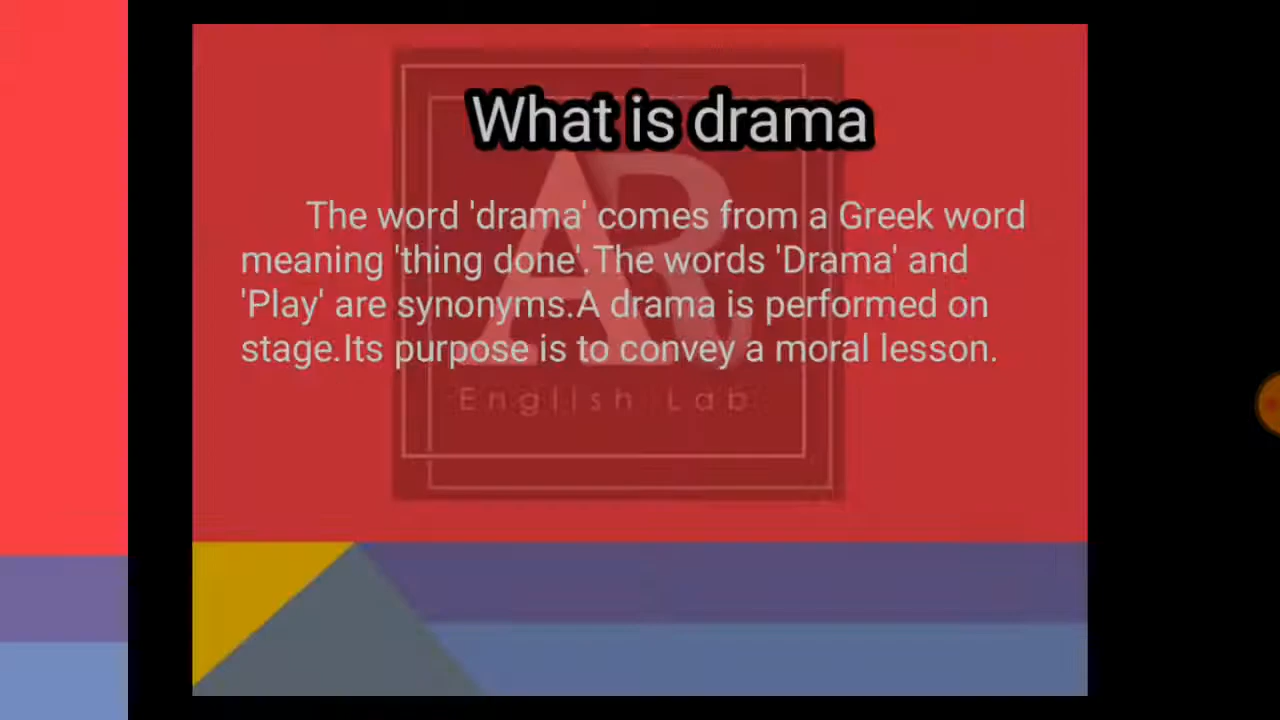 What is drama
The word 'drama' comes from a Greek word
meaning 'thing done'.The words 'Drama' and
'Play' are synonyms.A drama is performed on
stage.Its purpose is to convey a moral lesson.
AR
English Lab